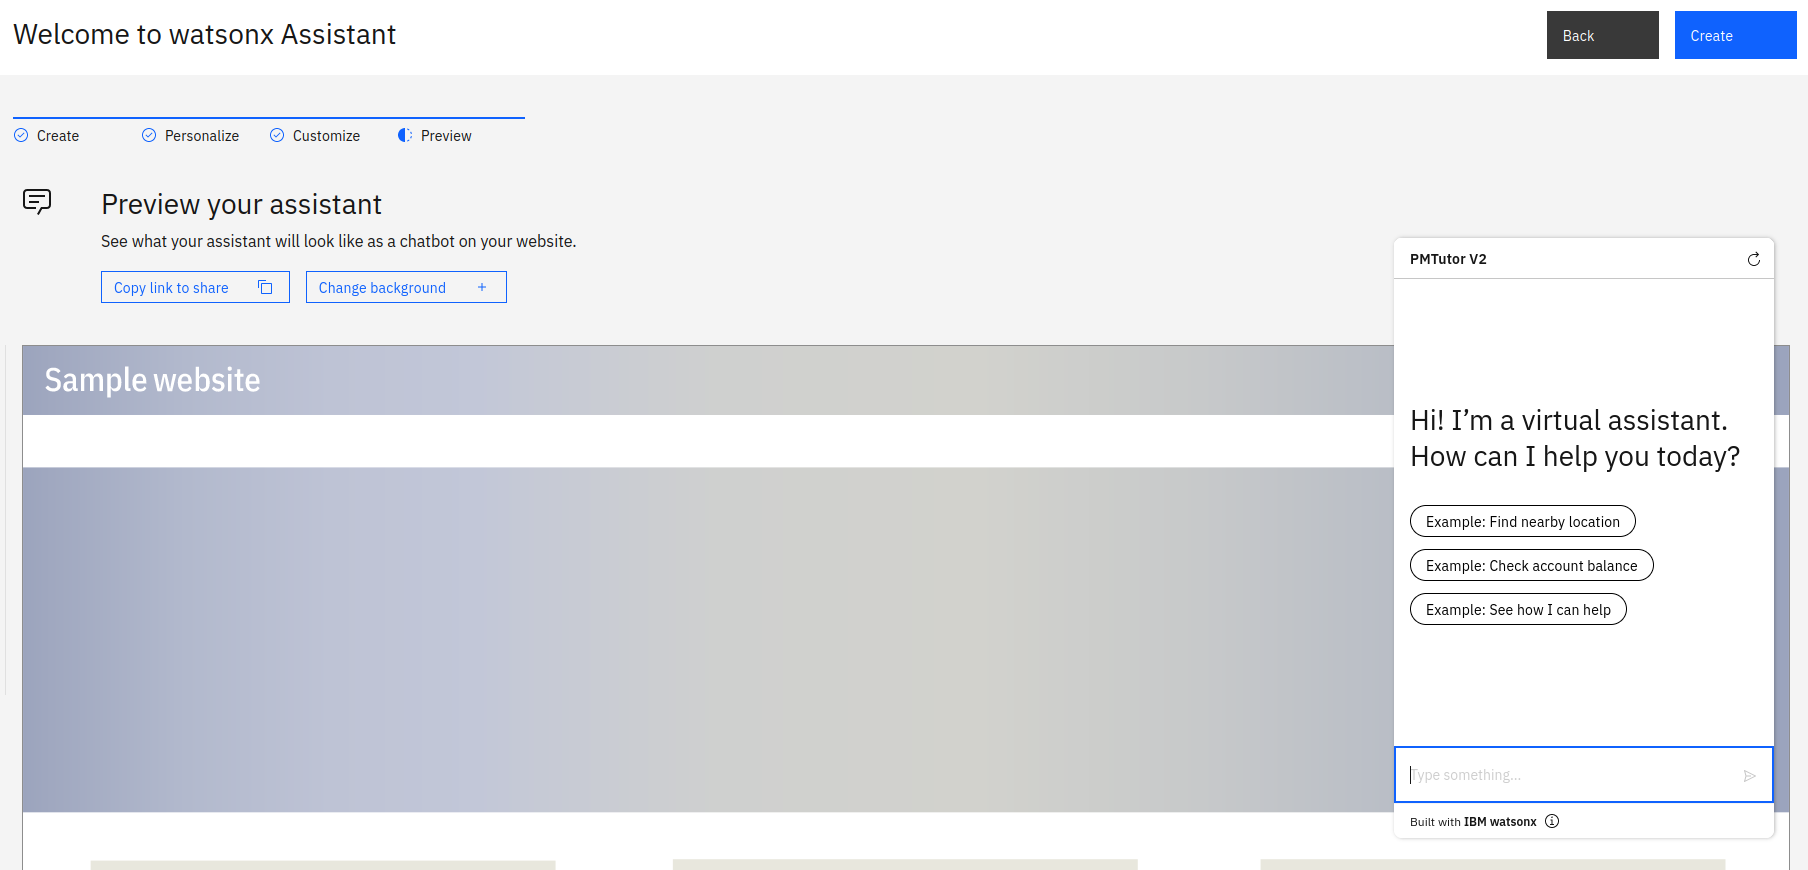 Welcome to watsonx Assistant
Back
Create
Create
Personalize
Customize
Preview
Preview your assistant
See what your assistant will look like as a chatbot on your website.
Copy link to share
Change background
Sample website
PMTutor V2
Hi! I’m a virtual assistant.
How can I help you today?
Example: Find nearby location
Example: Check account balance
Example: See how I can help
Type something...
Built with IBM watsonx